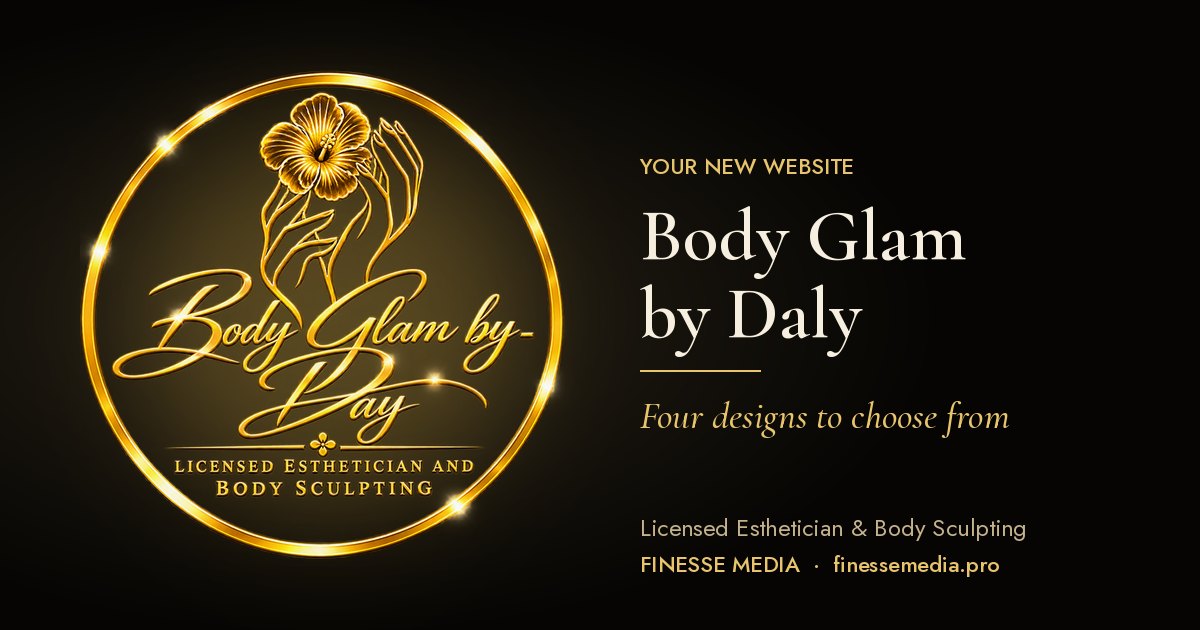 Body Glam by-
Day
LICENSED ESTHETICIAN AND
BODY SCULPTING
YOUR NEW WEBSITE
Body Glam
by Daly
Four designs to choose from
Licensed Esthetician & Body Sculpting
FINESSE MEDIA · finessemedia.pro